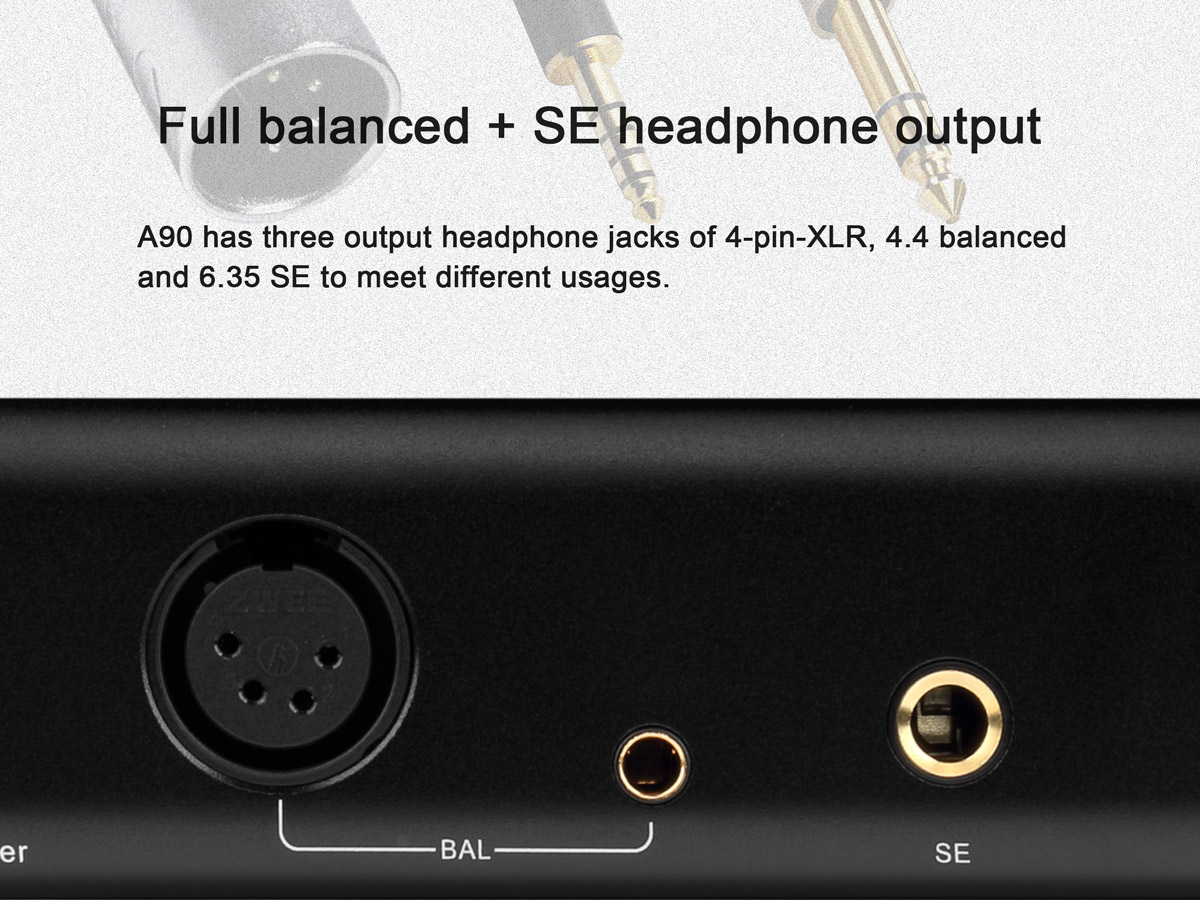 Full balanced + SE headphone output
A90 has three output headphone jacks of 4-pin-XLR, 4.4 balanced
and 6.35 SE to meet different usages.
er
BAL
SE